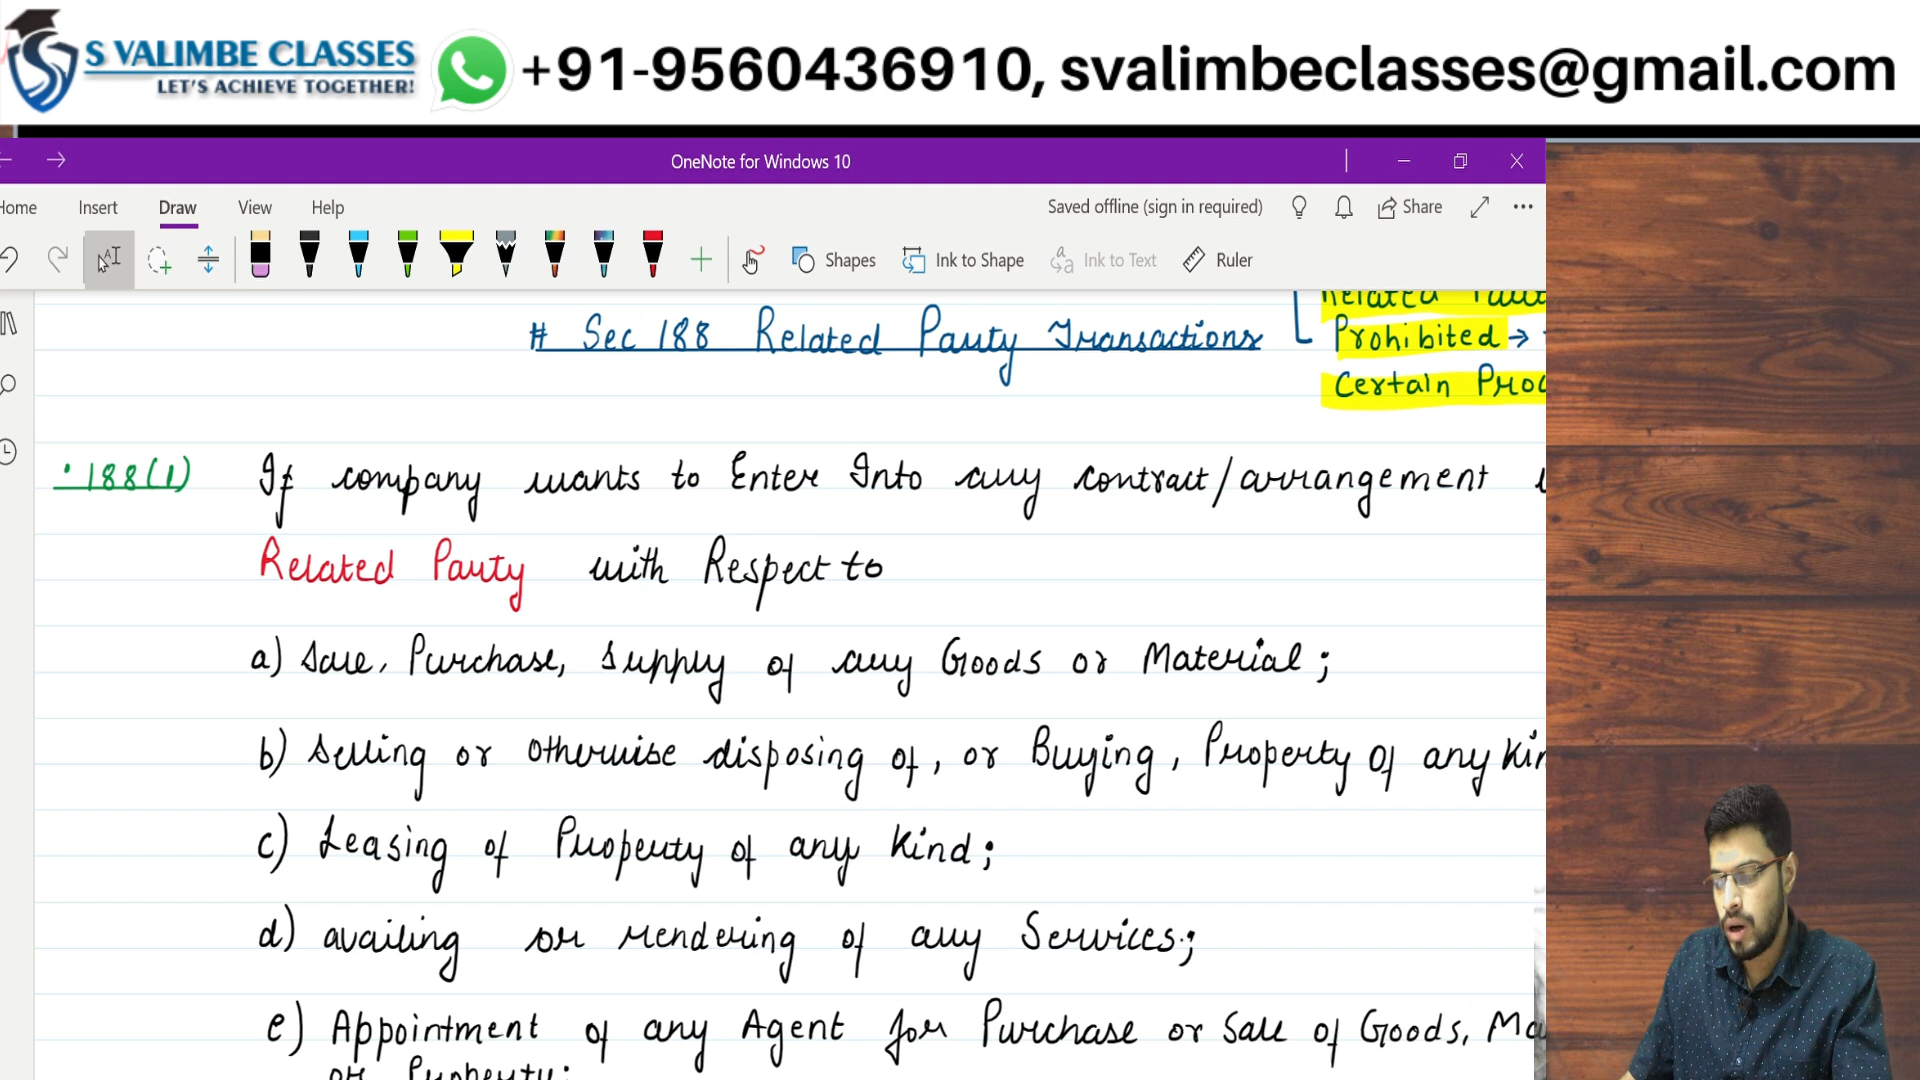 S VALIMBE CLASSES
LET'S ACHIEVE TOGETHER!
+91-9560436910, svalimbeclasses@gmail.com
OneNote for Windows 10
Home Insert Draw View Help
Saved offline (sign in required)
Share
Shapes
Ink to Shape
Ink to Text
Ruler
# Sec 188 Related Party Transactions
Related
Prohibited →
Certain
• 188(1) If company wants to Enter Into any contract/arrangement
Related Party with Respect to
a) Sale, Purchase, Supply of any Goods or Material;
b) Selling or otherwise disposing of, or Buying, Property of any
c) Leasing of Property of any Kind;
d) availing or rendering of any Services;
e) Appointment of any Agent for Purchase or Sale of Goods,
or Property;